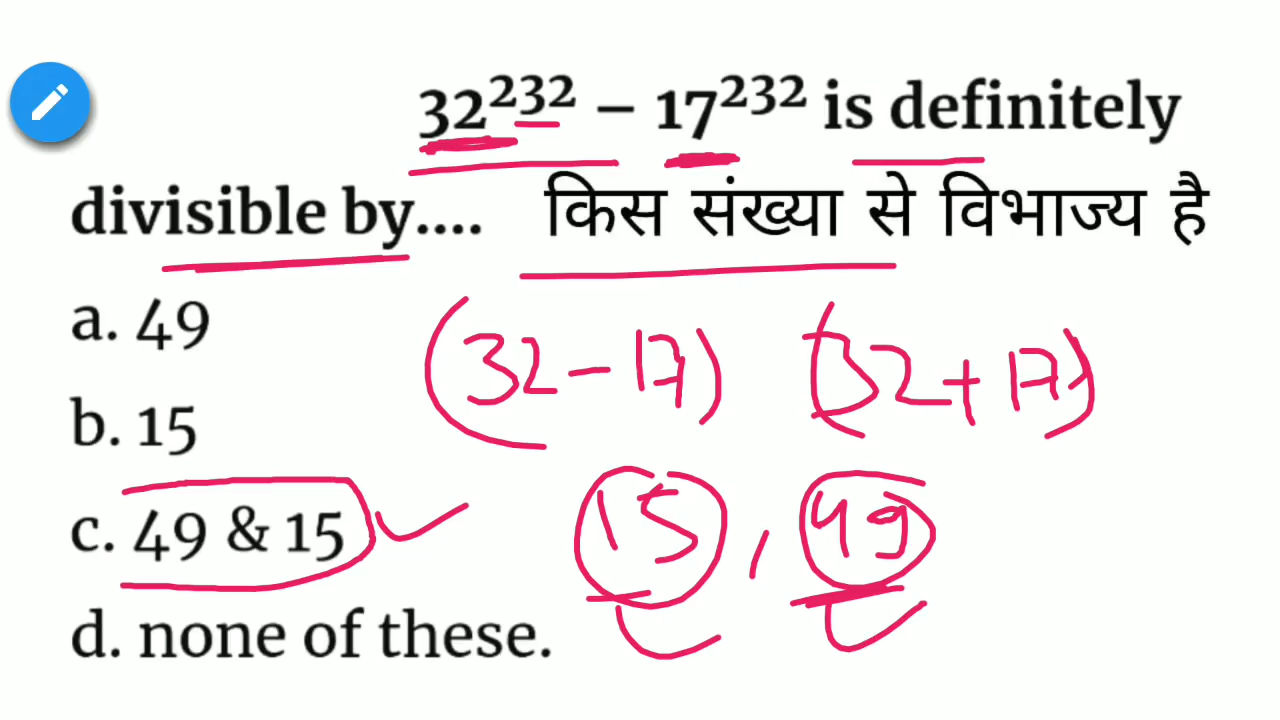 32²³² – 17²³² is definitely
divisible by.... किस संख्या से विभाज्य है
a. 49
(32-17) (32+17)
b. 15
c. 49 & 15
15, 49
d. none of these.